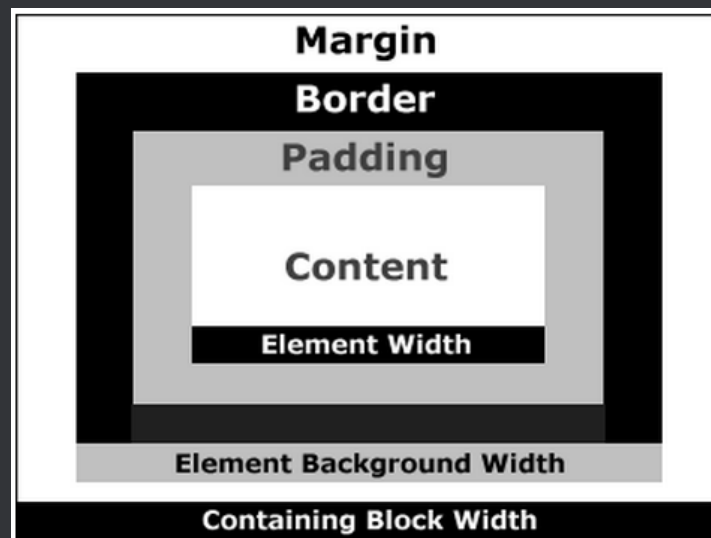 Margin
Border
Padding
Content
Element Width
Element Background Width
Containing Block Width